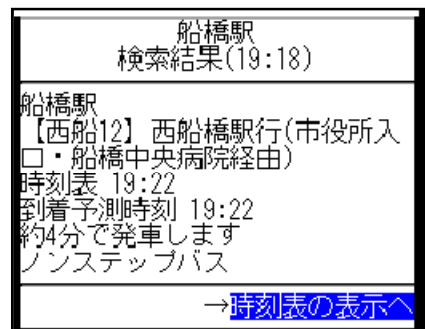 船橋駅
検索結果(19:18)
船橋駅
【西船12】西船橋駅行(市役所入
口・船橋中央病院経由)
時刻表 19:22
到着予測時刻 19:22
約4分で発車します
ノンステップバス
→時刻表の表示へ